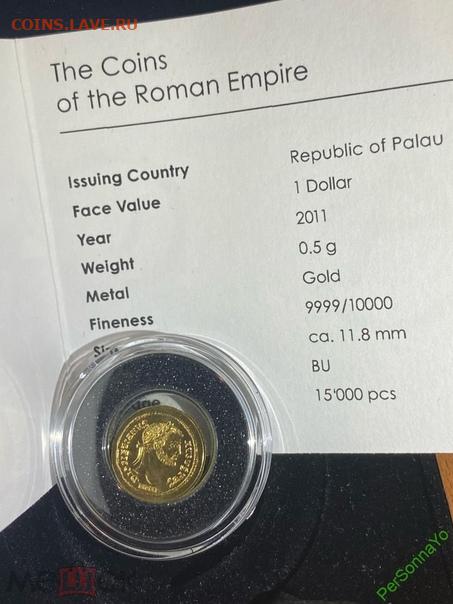 COINS.LAVE.RU
The Coins
of the Roman Empire
Issuing Country Republic of Palau
Face Value 1 Dollar
Year 2011
Weight 0.5 g
Metal Gold
Fineness 9999/10000
ca. 11.8 mm
BU
15'000 pcs
PerSonnaYo